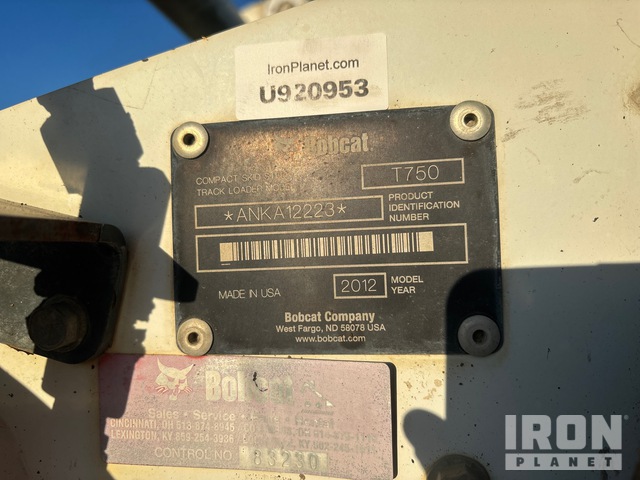 IronPlanet.com
U920953
Bobcat
COMPACT
TRACK LOADER MODEL
T750
*ANKA12223*
PRODUCT
IDENTIFICATION
NUMBER
MADE IN USA
2012
MODEL
YEAR
Bobcat Company
West Fargo, ND 58078 USA
www.bobcat.com
Bobcat
Sales • Service •
CINCINNATI, OH 513-874-8945
LEXINGTON, KY 859-254-3936
CONTROL NO
IRON
PLANET